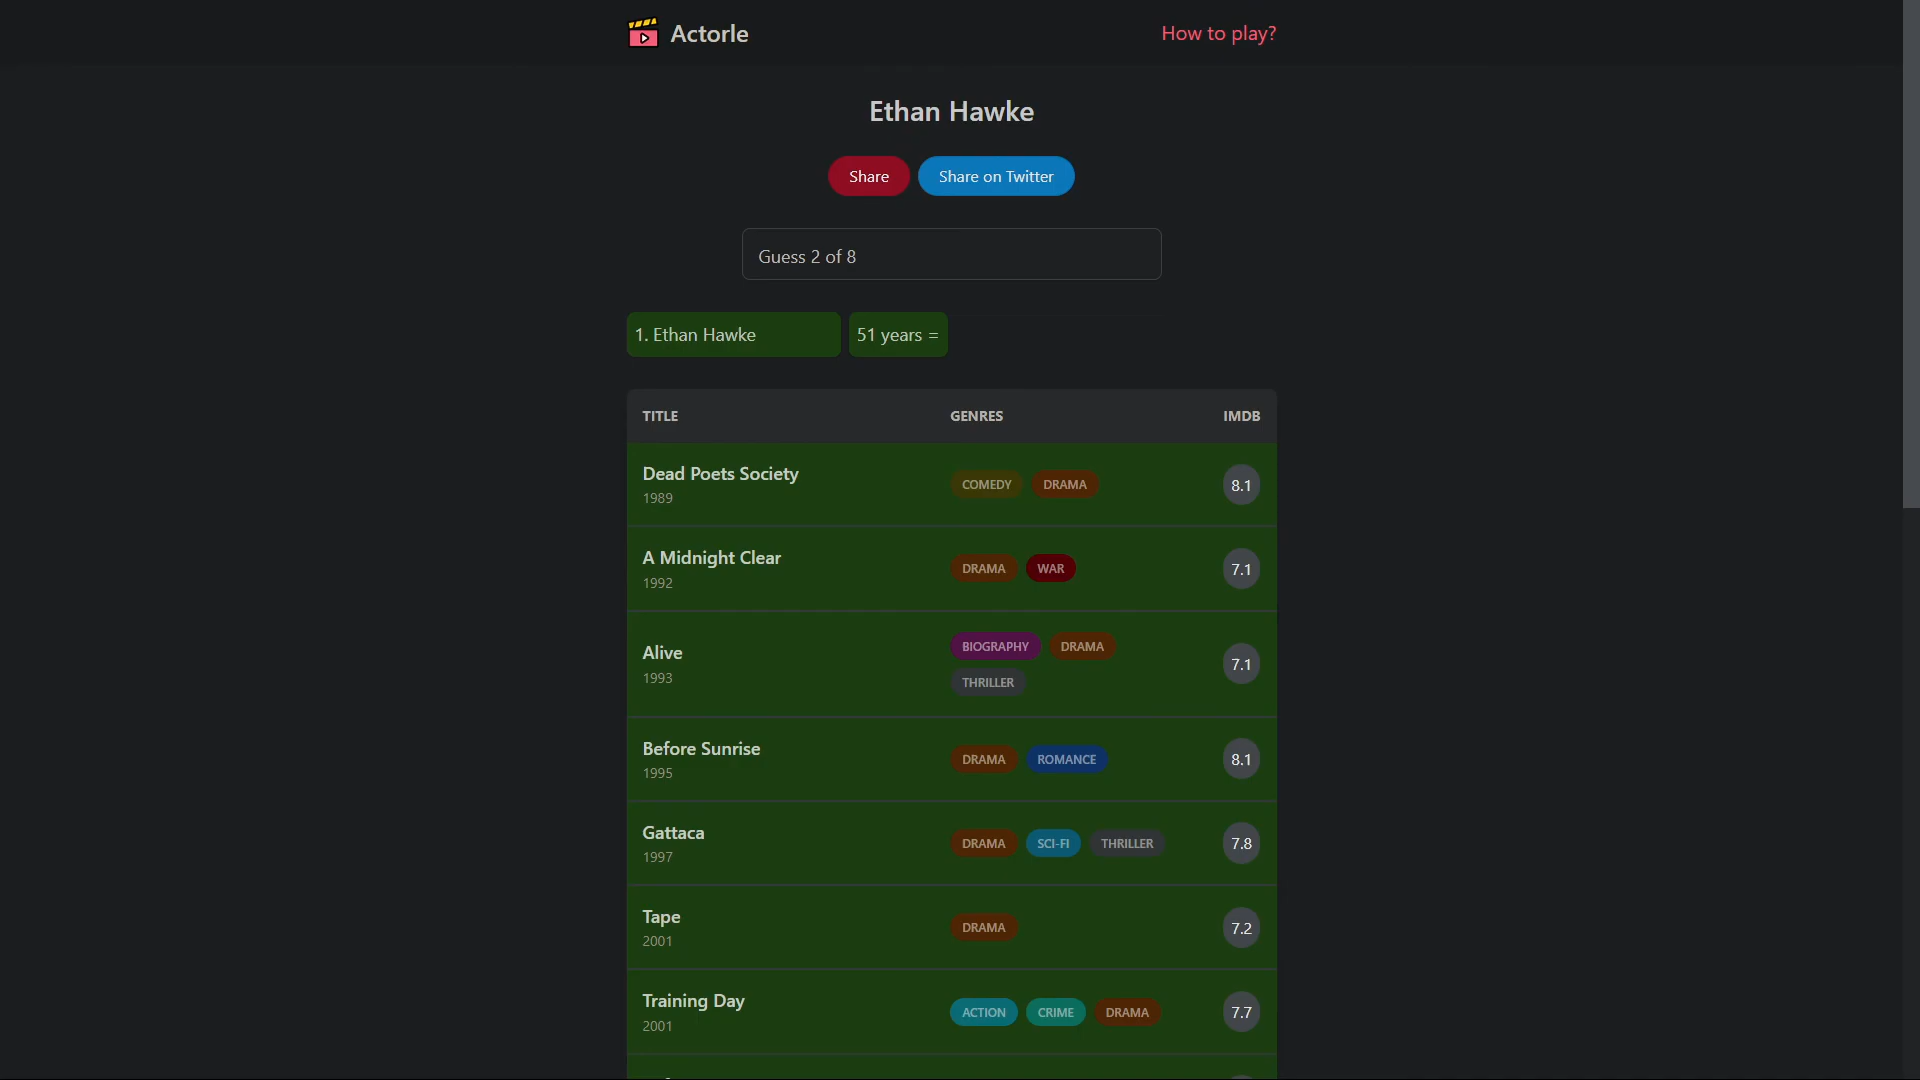 Actorle
How to play?
Ethan Hawke
Share
Share on Twitter
Guess 2 of 8
1. Ethan Hawke
51 years =
TITLE GENRES IMDB
Dead Poets Society
1989
COMEDY DRAMA
8.1
A Midnight Clear
1992
DRAMA WAR
7.1
Alive
1993
BIOGRAPHY DRAMA
THRILLER
7.1
Before Sunrise
1995
DRAMA ROMANCE
8.1
Gattaca
1997
DRAMA SCI-FI THRILLER
7.8
Tape
2001
DRAMA
7.2
Training Day
2001
ACTION CRIME DRAMA
7.7